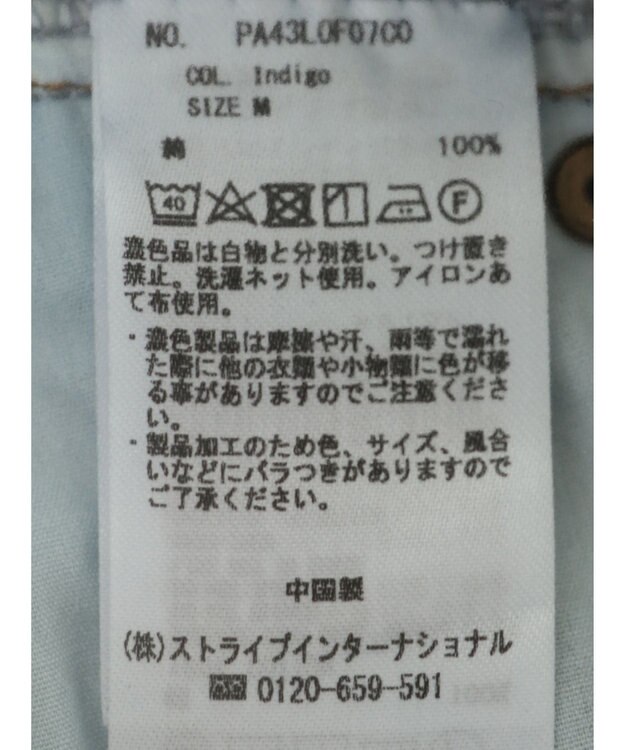 NO. PA43L0F07C0
COL. Indigo
SIZE M
綿 100%
40 F
濃色品は白物と分別洗い。つけ置き
禁止。洗濯ネット使用。アイロンあ
て布使用。
・濃色製品は摩擦や汗、雨等で濡れ
た際に他の衣類や小物類に色が移
る事がありますのでご注意くださ
い。
・製品加工のため色、サイズ、風合
いなどにバラつきがありますので
ご了承ください。
中国製
(株)ストライプインターナショナル
0120-659-591